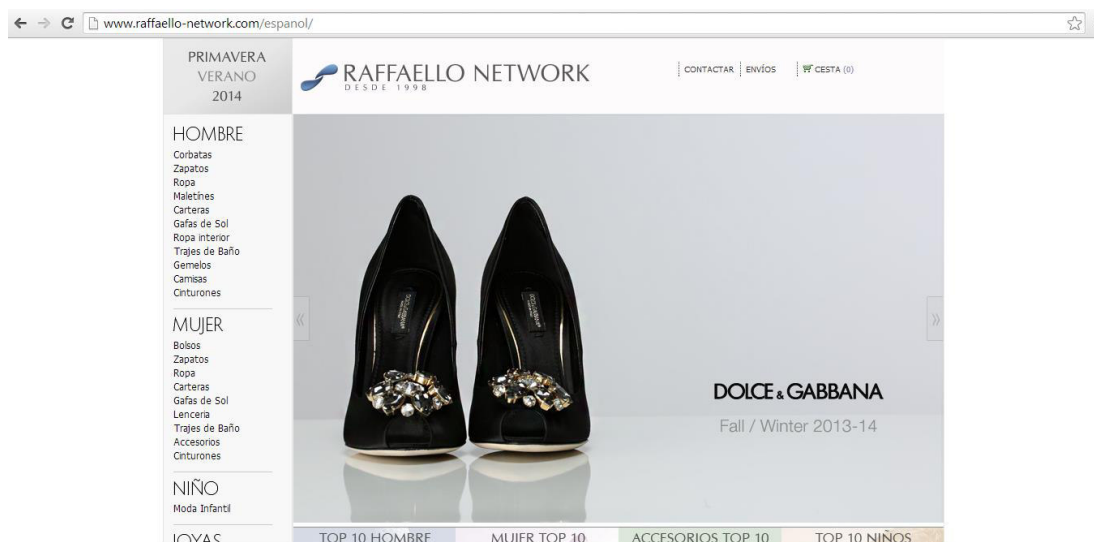 www.raffaello-network.com/espanol/
PRIMAVERA
VERANO
2014
RAFFAELLO NETWORK
DESDE 1998
CONTACTAR
ENVÍOS
CESTA (0)
HOMBRE
Corbatas
Zapatos
Ropa
Maletines
Carteras
Gafas de Sol
Ropa interior
Trajes de Baño
Gemelos
Camisas
Cinturones
MUJER
Bolsos
Zapatos
Ropa
Carteras
Gafas de Sol
Lenceria
Trajes de Baño
Accesorios
Cinturones
NIÑO
Moda Infantil
JOYAS
DOLCE & GABBANA
Fall / Winter 2013-14
TOP 10 HOMBRE
MUJER TOP 10
ACCESORIOS TOP 10
TOP 10 NIÑOS